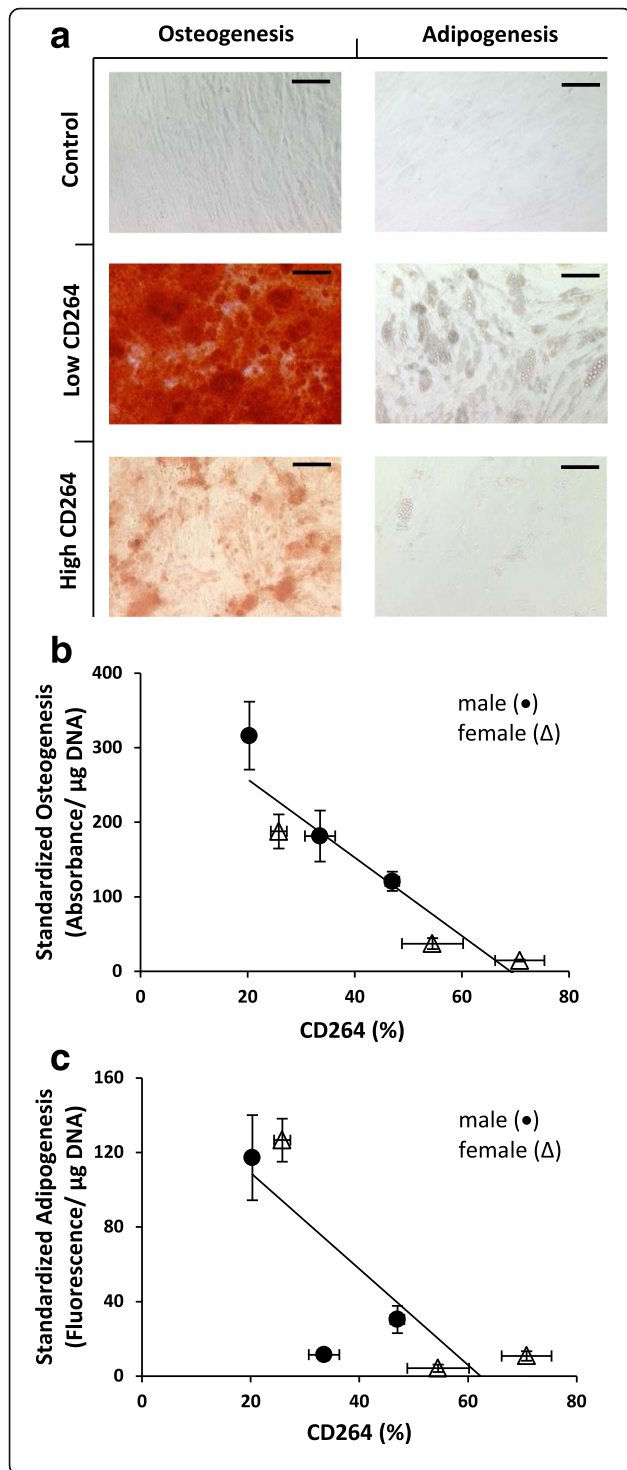 a
Osteogenesis
Adipogenesis
Control
Low CD264
High CD264
b
400
300
200
100
0
Standardized Osteogenesis
(Absorbance/ µg DNA)
male (●)
female (Δ)
0 20 40 60 80
CD264 (%)
c
160
120
80
40
0
Standardized Adipogenesis
(Fluorescence/ µg DNA)
male (●)
female (Δ)
0 20 40 60 80
CD264 (%)